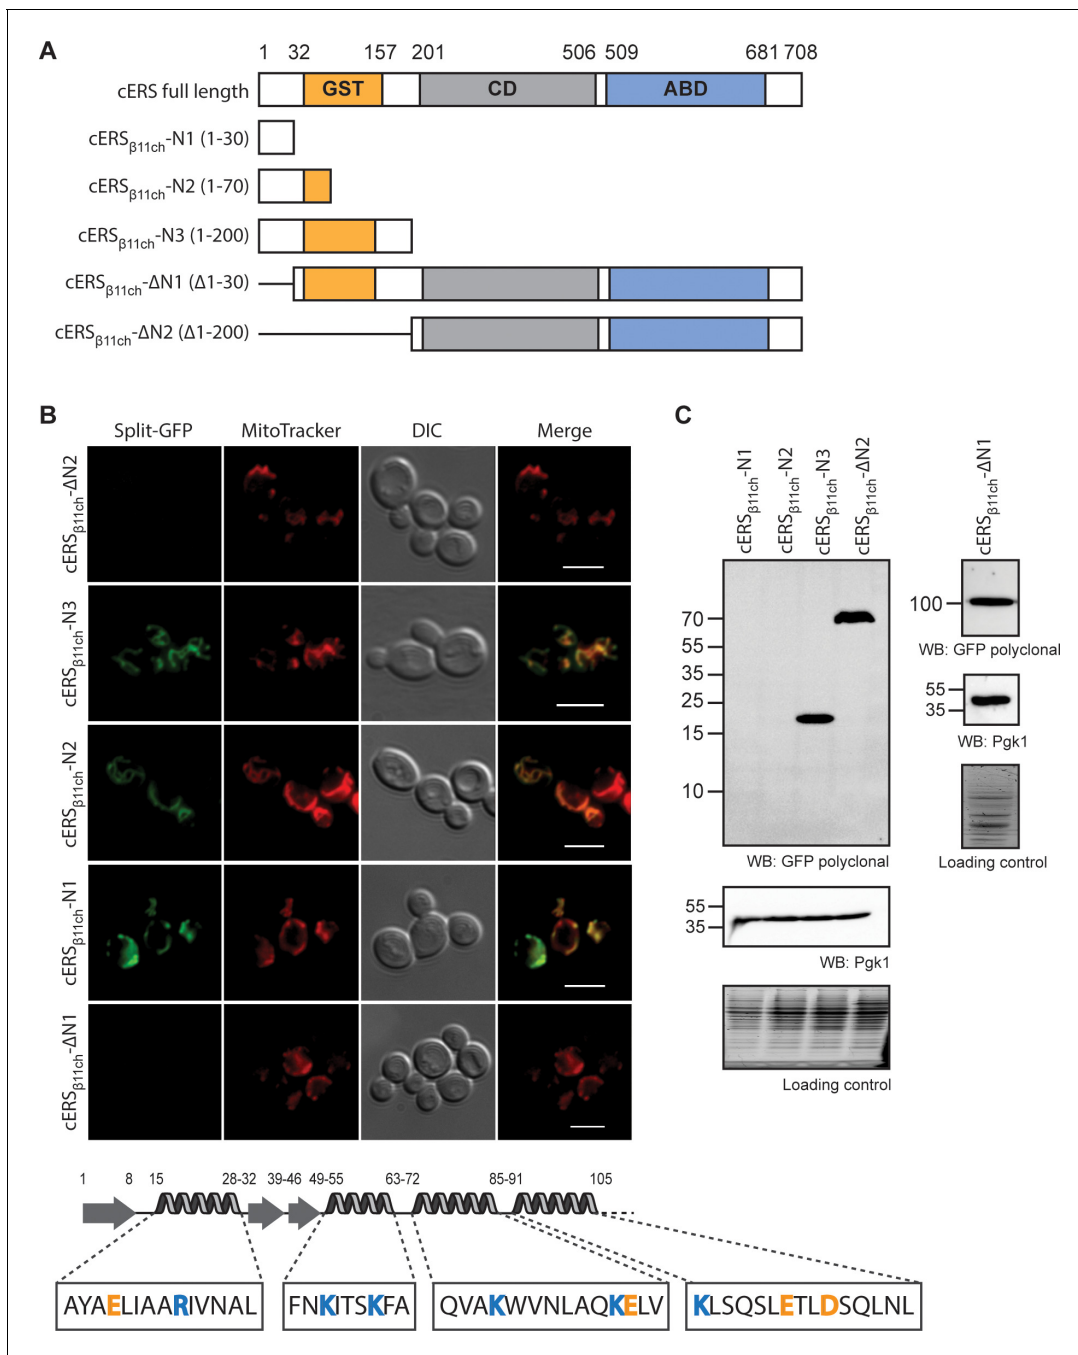 A
1 32 157 201 506 509 681 708
cERS full length
GST CD ABD
cERSβ11ch-N1 (1-30)
cERSβ11ch-N2 (1-70)
cERSβ11ch-N3 (1-200)
cERSβ11ch-ΔN1 (Δ1-30)
cERSβ11ch-ΔN2 (Δ1-200)
B
Split-GFP MitoTracker DIC Merge
cERSβ11ch-ΔN2
cERSβ11ch-N3
cERSβ11ch-N2
cERSβ11ch-N1
cERSβ11ch-ΔN1
C
cERSβ11ch-N1
cERSβ11ch-N2
cERSβ11ch-N3
cERSβ11ch-ΔN2
70
55
35
25
15
10
WB: GFP polyclonal
55
35
WB: Pgk1
Loading control
cERSβ11ch-ΔN1
100
WB: GFP polyclonal
55
35
WB: Pgk1
Loading control
1 8 15 28-32 39-46 49-55 63-72 85-91 105
AYAELIAARIVNAL
FNKITSKFA
QVAKWVNLAQKELV
KLSQSLETLDSQLNL